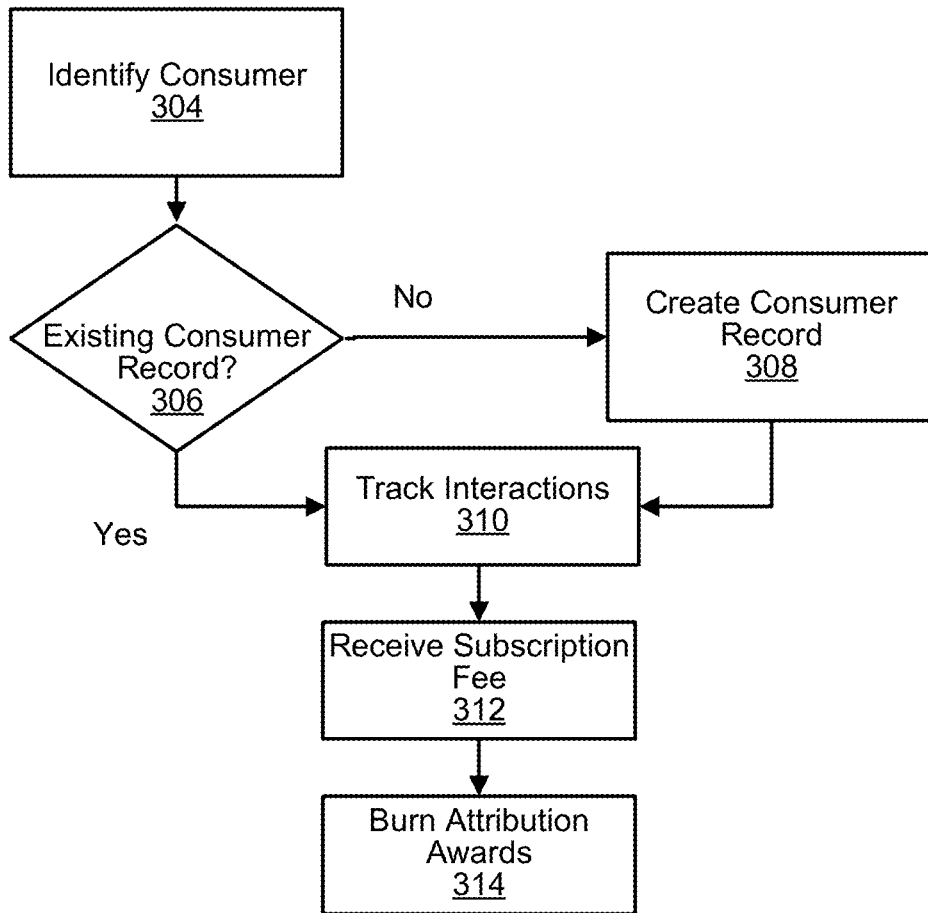 Identify Consumer
304
No
Existing Consumer
Record?
306
Create Consumer
Record
308
Yes
Track Interactions
310
Receive Subscription
Fee
312
Burn Attribution
Awards
314